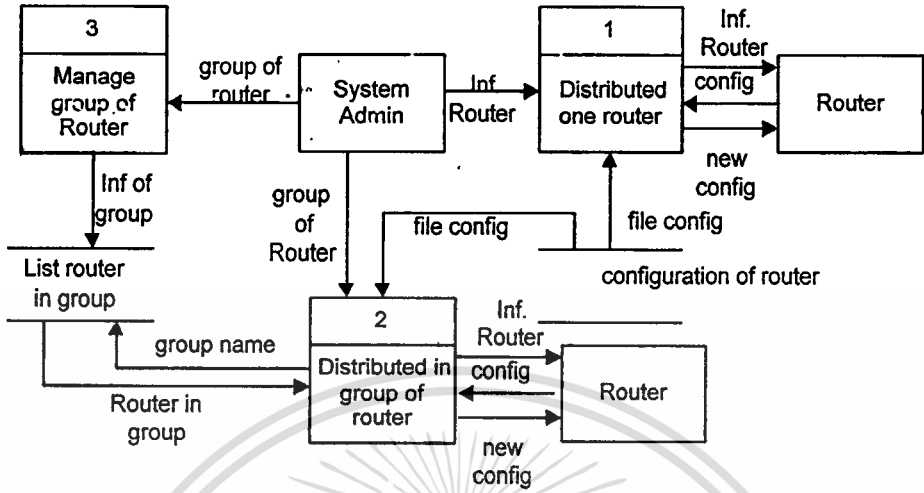 3
Manage
group of
Router
group of
router
System
Admin
Inf.
Router
1
Distributed
one router
Inf.
Router
config
new
config
Router
Inf of
group
group
of
Router
file config
file config
List router
in group
configuration of router
group name
Router in
group
2
Distributed in
group of
router
Inf.
Router
config
new
config
Router